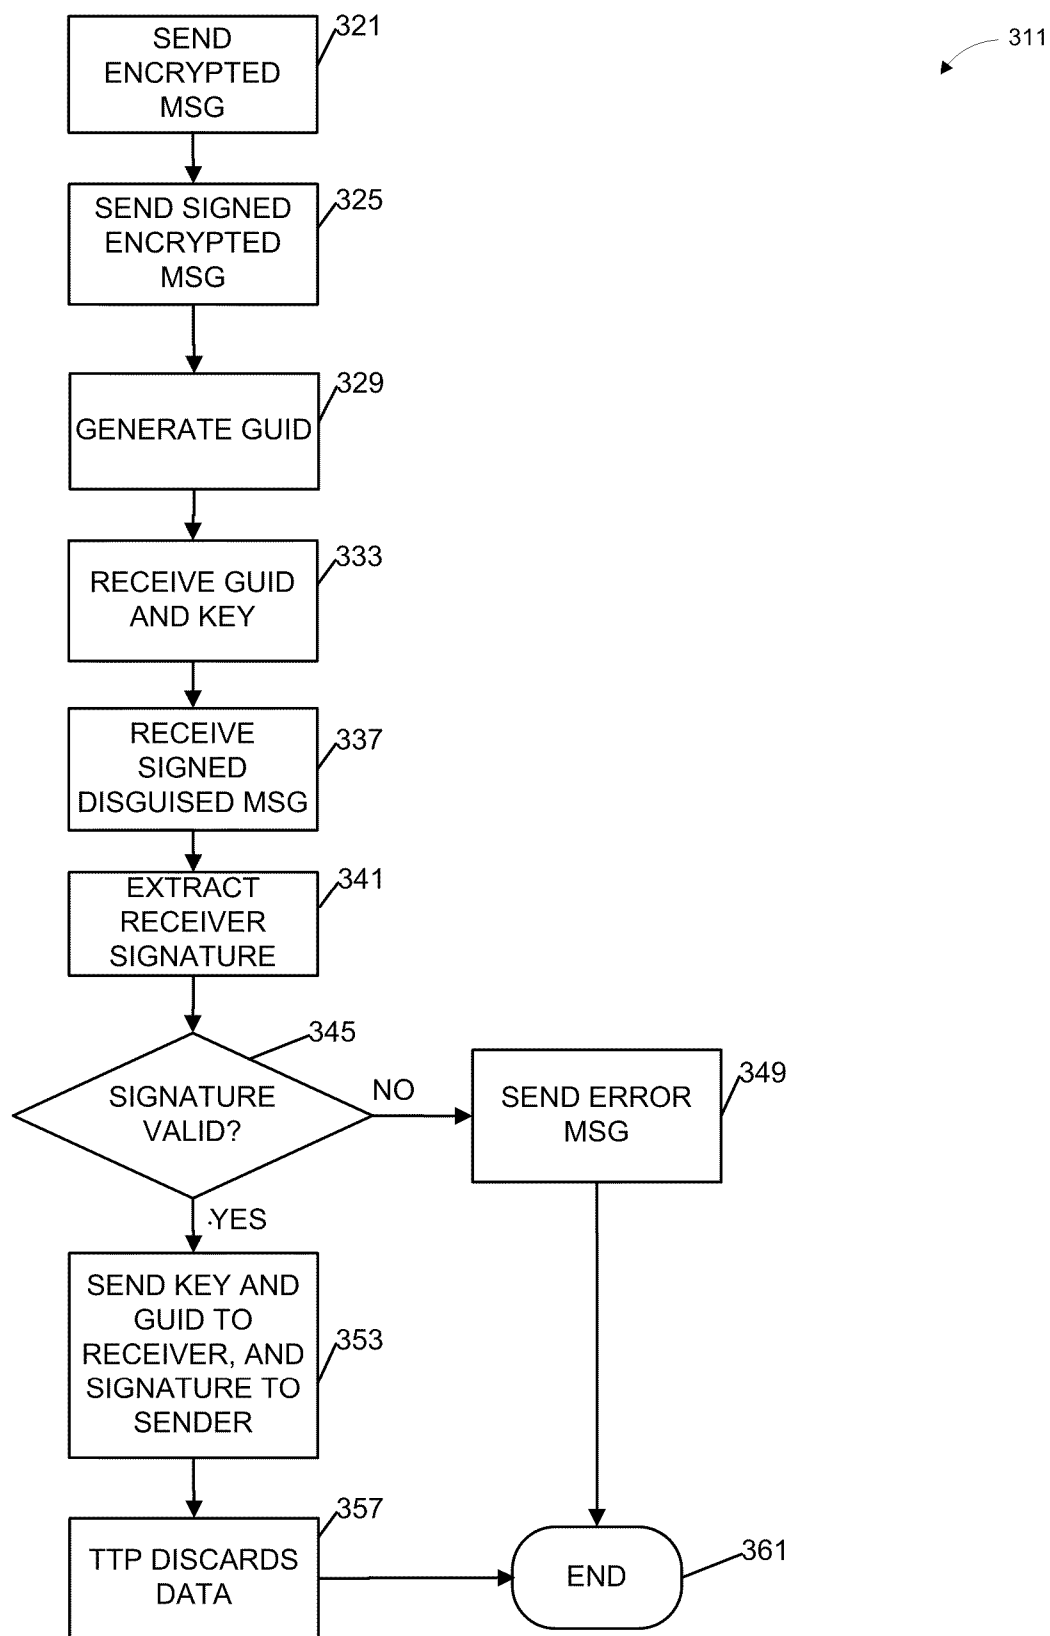 SEND
ENCRYPTED
MSG
321
311
SEND SIGNED
ENCRYPTED
MSG
325
GENERATE GUID
329
RECEIVE GUID
AND KEY
333
RECEIVE
SIGNED
DISGUISED MSG
337
EXTRACT
RECEIVER
SIGNATURE
341
SIGNATURE
VALID?
345
NO
SEND ERROR
MSG
349
YES
SEND KEY AND
GUID TO
RECEIVER, AND
SIGNATURE TO
SENDER
353
TTP DISCARDS
DATA
357
END
361